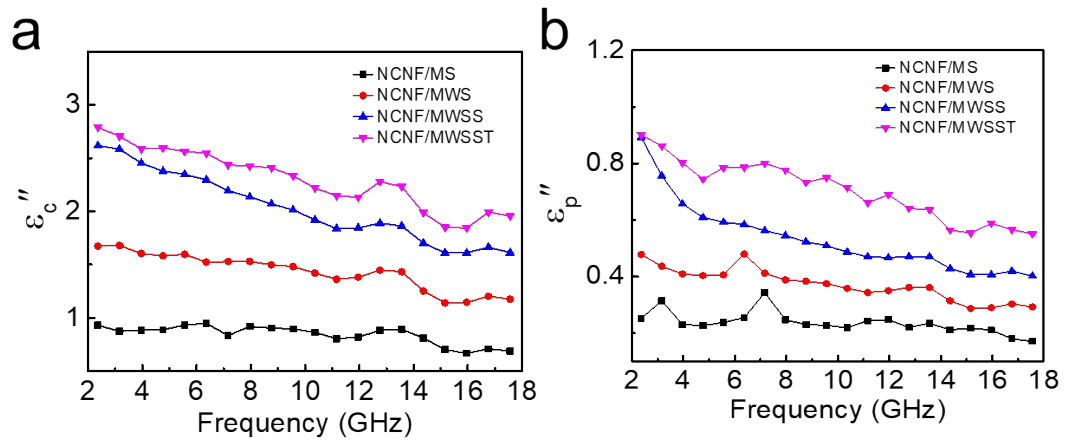 a
NCNF/MS
NCNF/MWS
NCNF/MWSS
NCNF/MWSST
3
2
1
εc″
2 4 6 8 10 12 14 16 18
Frequency (GHz)
b
NCNF/MS
NCNF/MWS
NCNF/MWSS
NCNF/MWSST
1.2
0.8
0.4
εp″
2 4 6 8 10 12 14 16 18
Frequency (GHz)